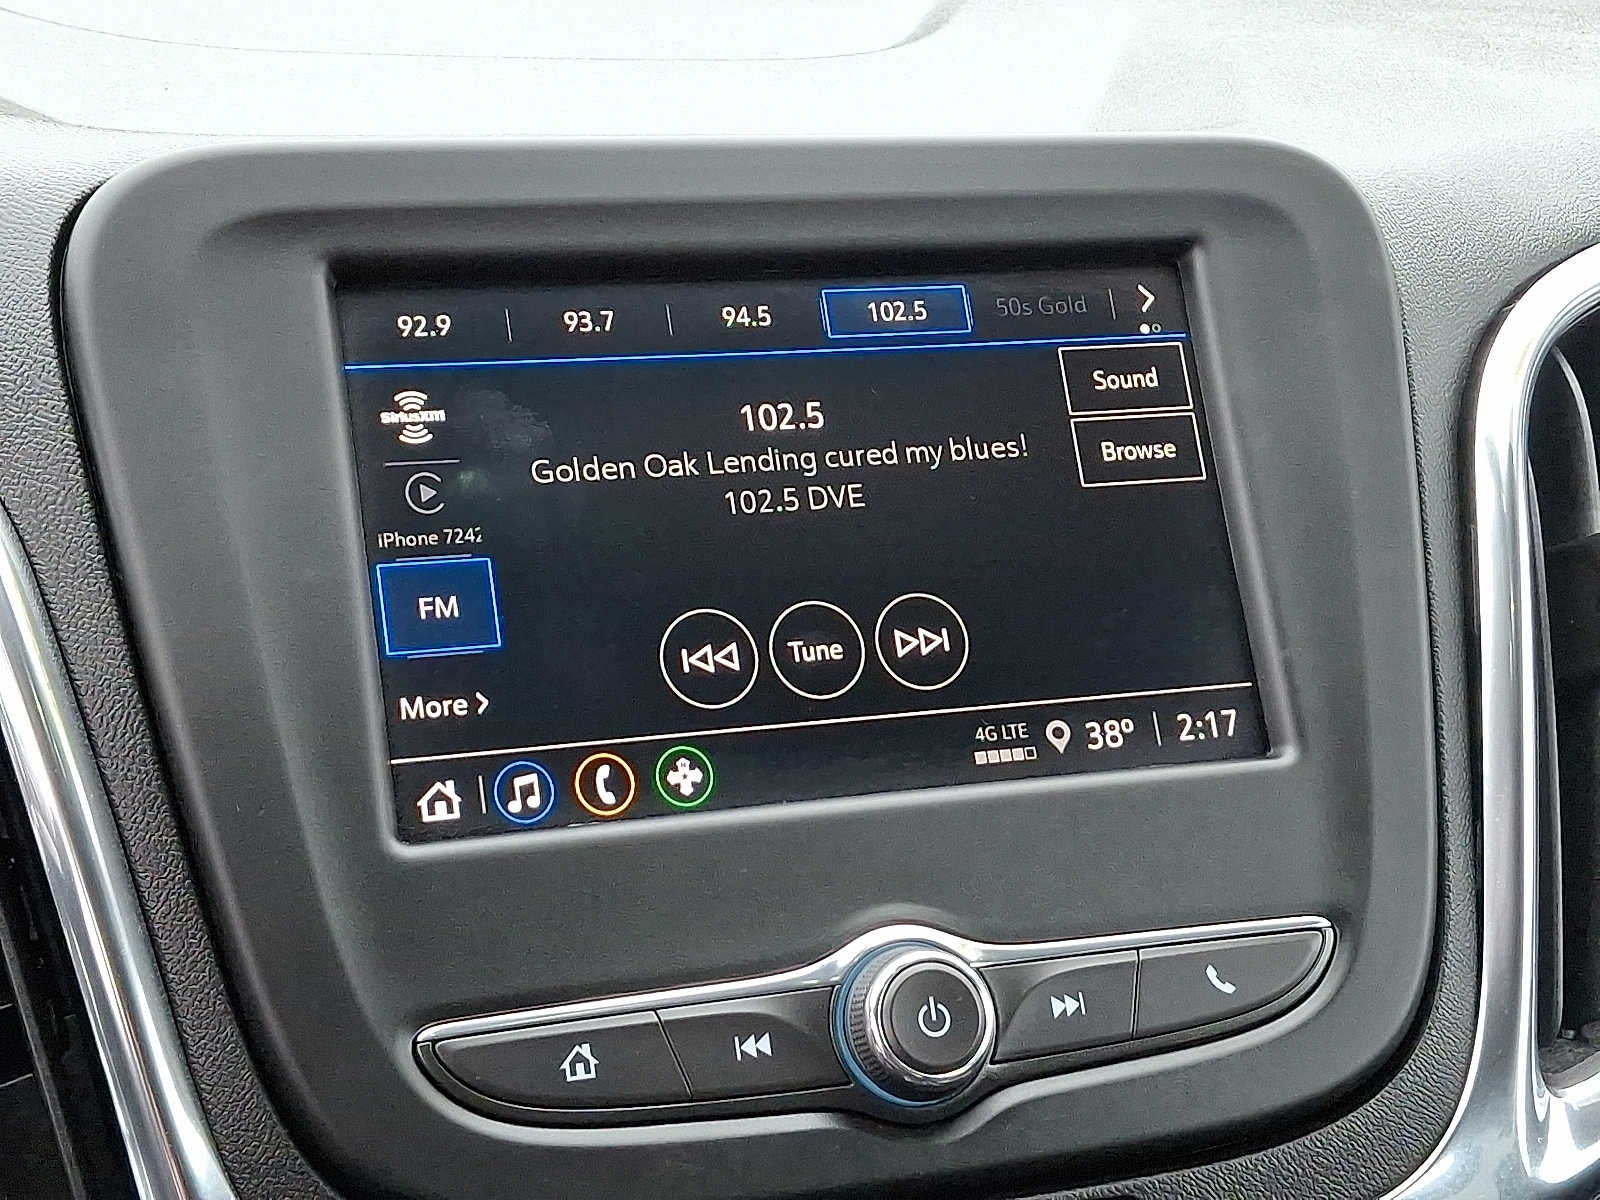 92.9 93.7 94.5 102.5 50s Gold
Sound
SiriusXM
102.5
Golden Oak Lending cured my blues!
Browse
102.5 DVE
iPhone 7242
FM
Tune
More
4G LTE 38° 2:17